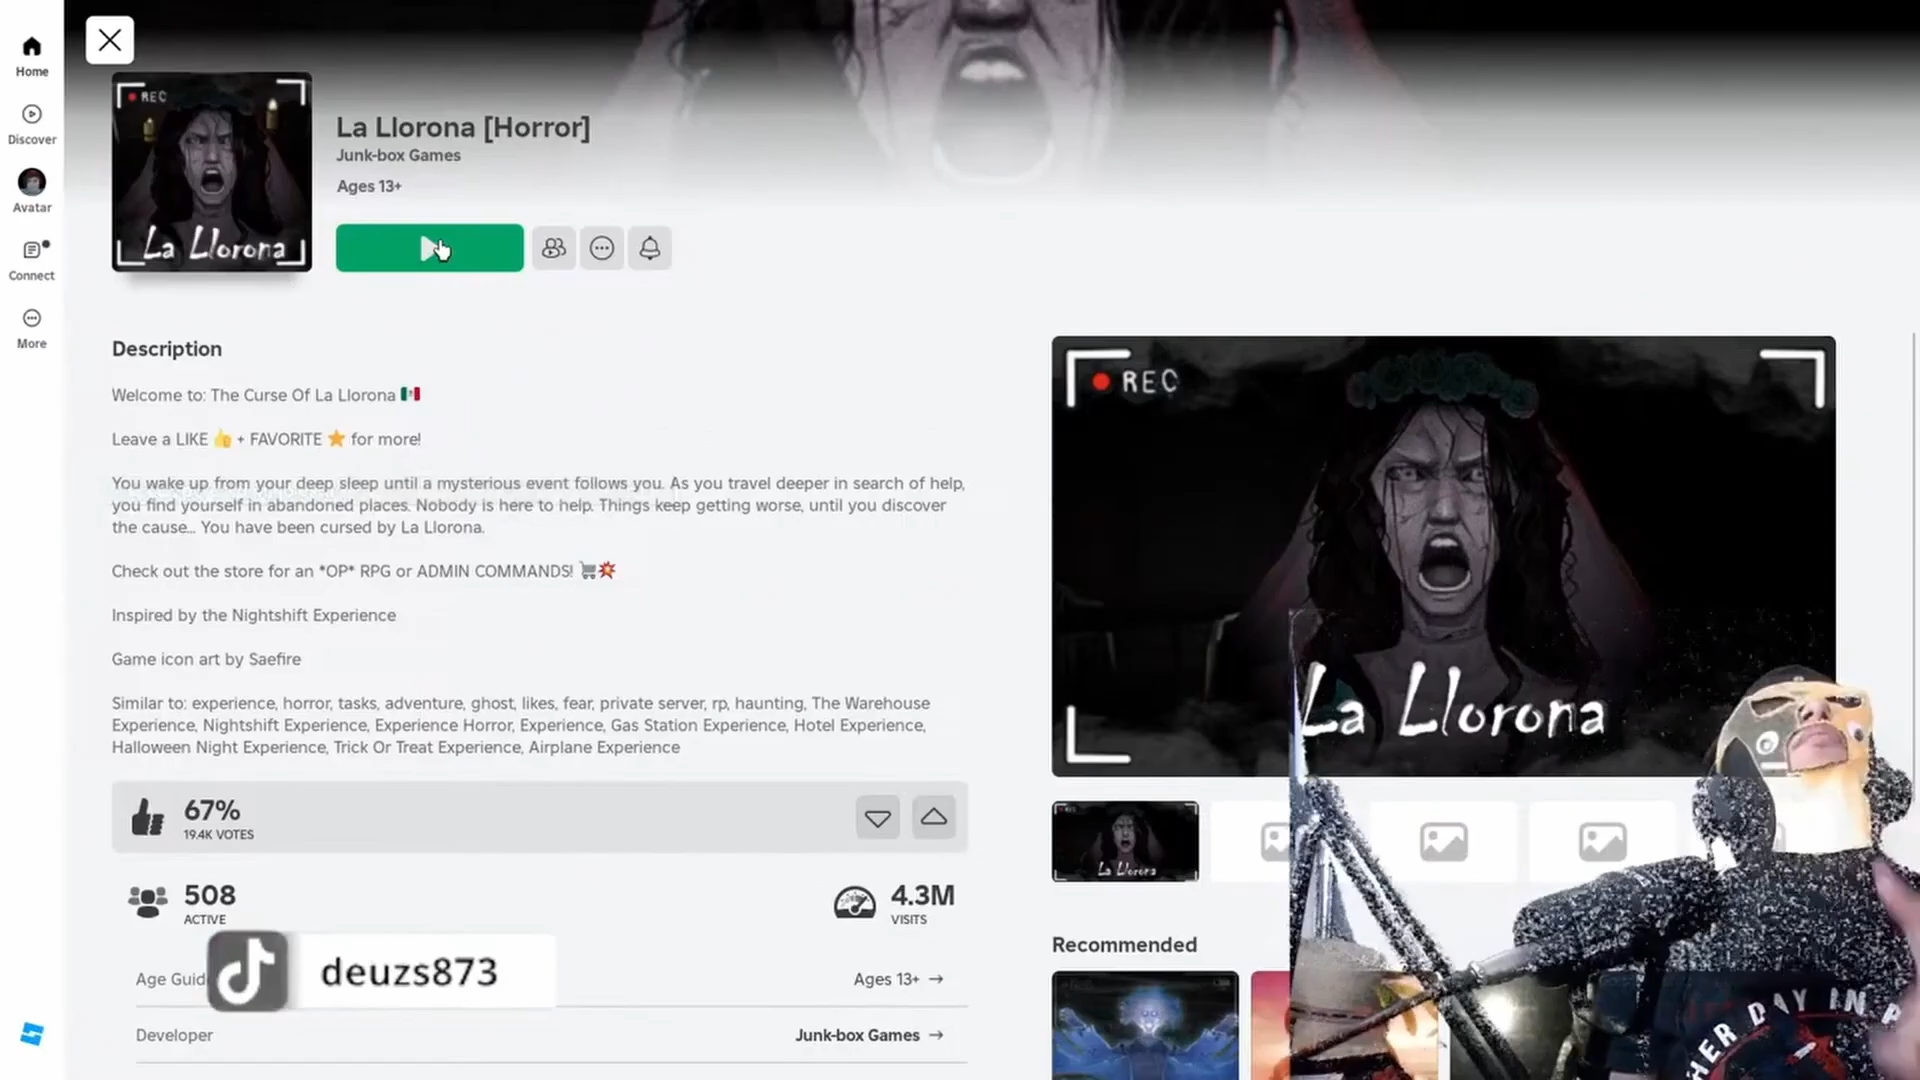 Home
Discover
Avatar
Connect
More
REC
La Llorona
La Llorona [Horror]
Junk-box Games
Ages 13+
Description
Welcome to: The Curse Of La Llorona 🇲🇽
Leave a LIKE 👍 + FAVORITE ⭐ for more!
You wake up from your deep sleep until a mysterious event follows you. As you travel deeper in search of help,
you find yourself in abandoned places. Nobody is here to help. Things keep getting worse, until you discover
the cause... You have been cursed by La Llorona.
Check out the store for an *OP* RPG or ADMIN COMMANDS! 🛒💥
Inspired by the Nightshift Experience
Game icon art by Saefire
Similar to: experience, horror, tasks, adventure, ghost, likes, fear, private server, rp, haunting, The Warehouse
Experience, Nightshift Experience, Experience Horror, Experience, Gas Station Experience, Hotel Experience,
Halloween Night Experience, Trick Or Treat Experience, Airplane Experience
67%
19.4K VOTES
508
ACTIVE
4.3M
VISITS
Age Guid
Ages 13+ →
deuzs873
Developer
Junk-box Games →
REC
La Llorona
La Llorona
Recommended
HER DAY IN P